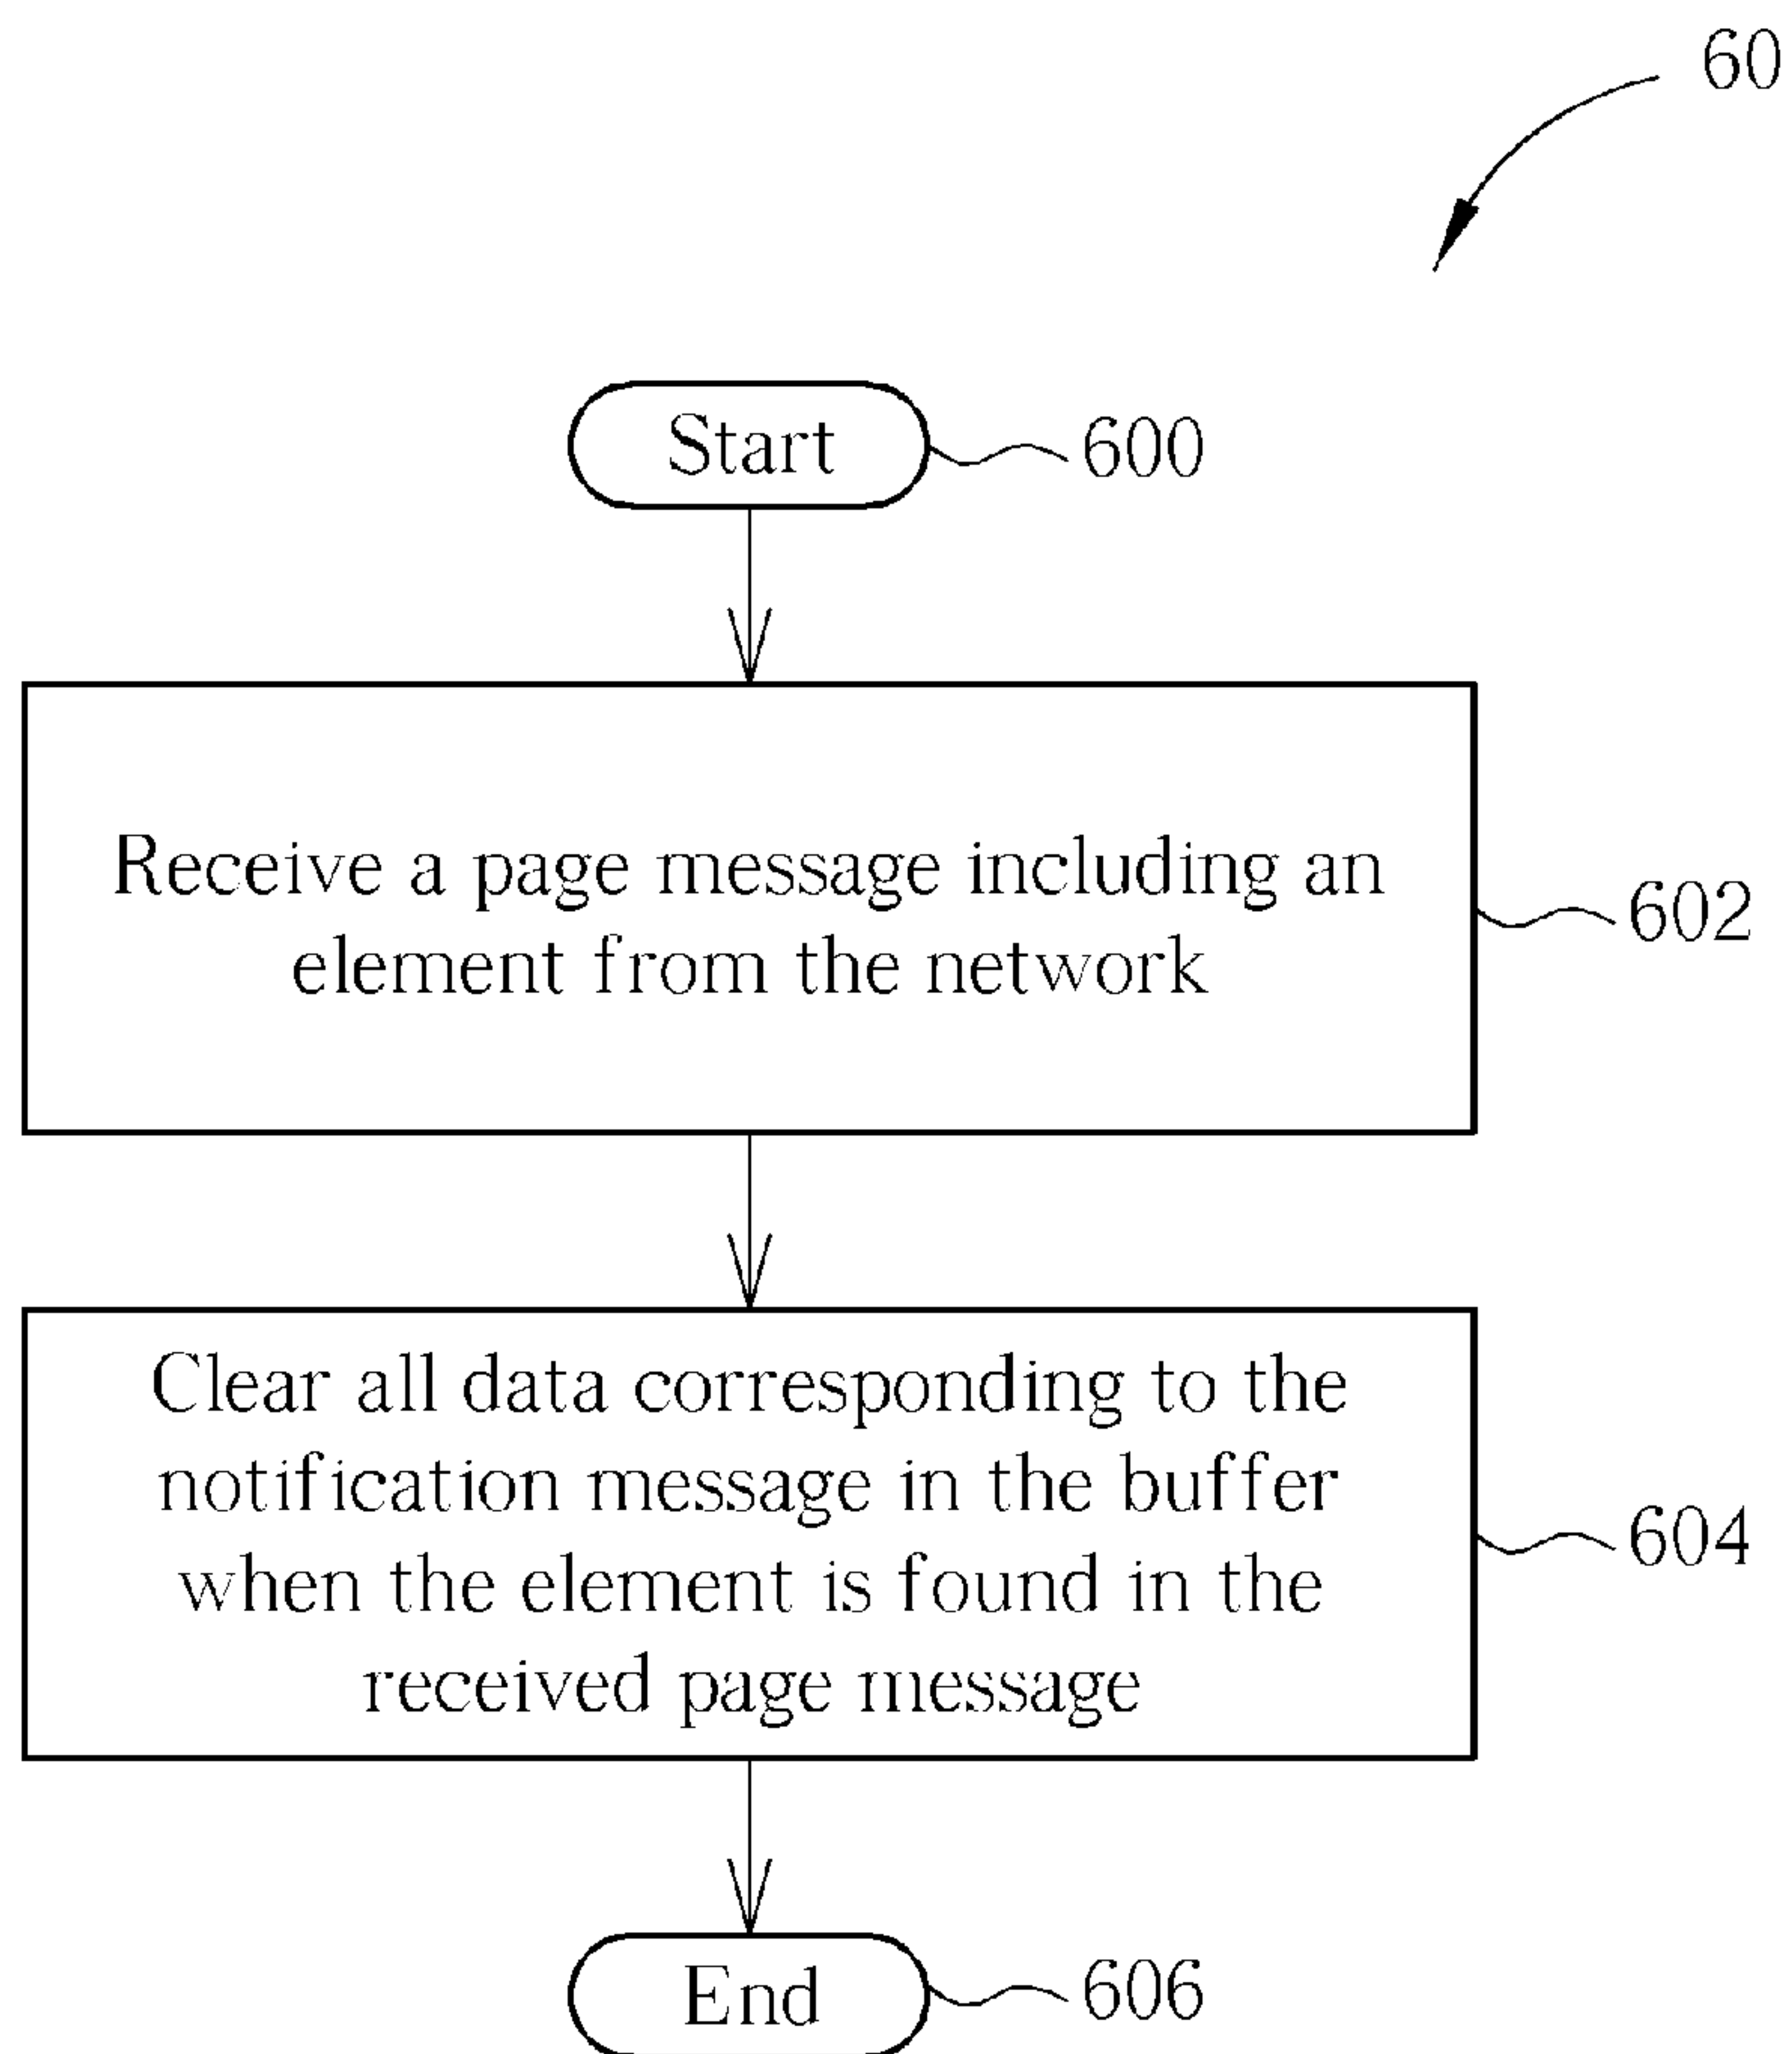 60
Start
600
Receive a page message including an
element from the network
602
Clear all data corresponding to the
notification message in the buffer
when the element is found in the
received page message
604
End
606